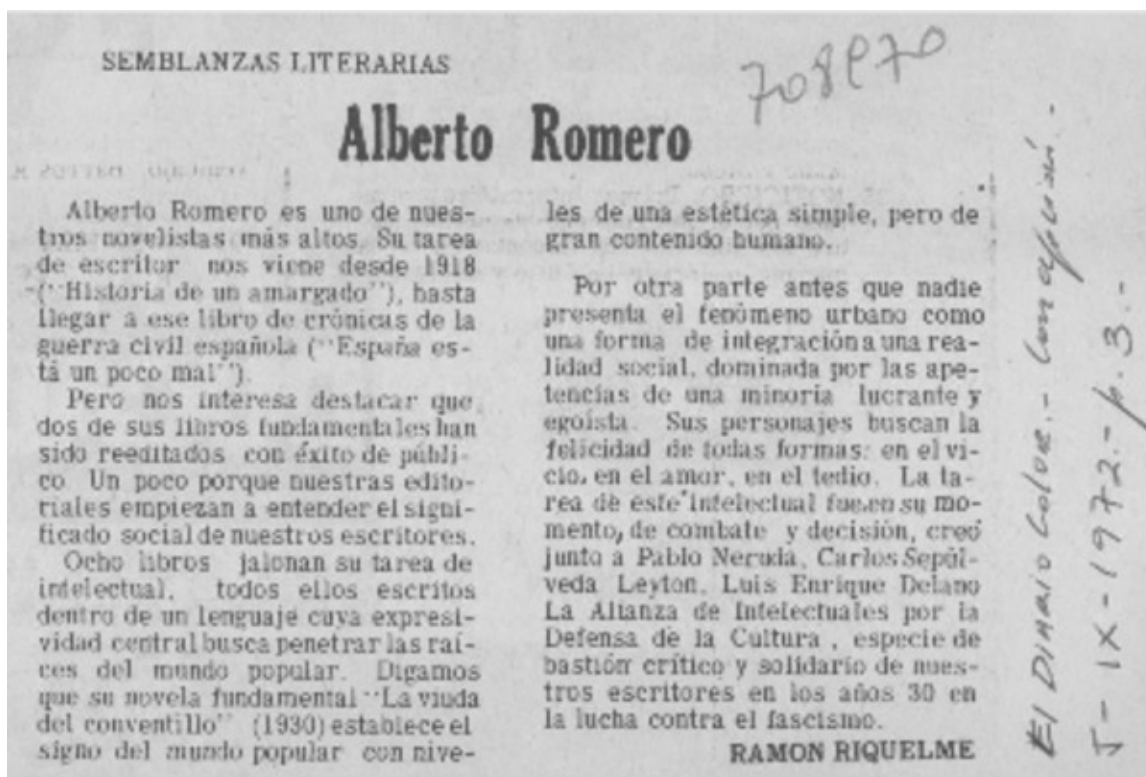 SEMBLANZAS LITERARIAS
708970
Alberto Romero
Alberto Romero es uno de nues-
tros novelistas más altos. Su tarea
de escritor nos viene desde 1918
("Historia de un amargado"), hasta
llegar a ese libro de crónicas de la
guerra civil española ("España es-
tá un poco mal").
Pero nos interesa destacar que
dos de sus libros fundamentales han
sido reeditados con éxito de públi-
co Un poco porque nuestras edito-
riales empiezan a entender el signi-
ficado social de nuestros escritores.
Ocho libros jalonan su tarea de
intelectual, todos ellos escritos
dentro de un lenguaje cuya expresi-
vidad central busca penetrar las raí-
ces del mundo popular. Digamos
que su novela fundamental "La viuda
del conventillo" (1930) establece el
signo del mundo popular con nive-
les de una estética simple, pero de
gran contenido humano.
Por otra parte antes que nadie
presenta el fenómeno urbano como
una forma de integración a una rea-
lidad social, dominada por las ape-
tencias de una minoria lucrante y
egoísta. Sus personajes buscan la
felicidad de todas formas: en el vi-
cio, en el amor, en el tedio. La ta-
rea de este intelectual fue, en su mo-
mento, de combate y decisión, creó
junto a Pablo Neruda, Carlos Sepúl-
veda Leyton, Luis Enrique Delano
La Alianza de Intelectuales por la
Defensa de la Cultura , especie de
bastión crítico y solidario de nues-
tros escritores en los años 30 en
la lucha contra el fascismo.
RAMON RIQUELME
El DIARIO Color.- Concepción.-
5-IX-1972.-p.3.-